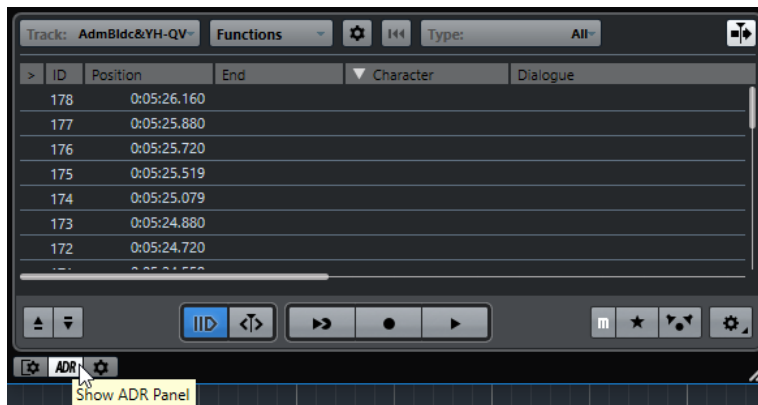 Track: AdmBldc&YH-QV Functions Type: All
> ID Position End Character Dialogue
178 0:05:26.160
177 0:05:25.880
176 0:05:25.720
175 0:05:25.519
174 0:05:25.079
173 0:05:24.880
172 0:05:24.720
m
ADR
Show ADR Panel